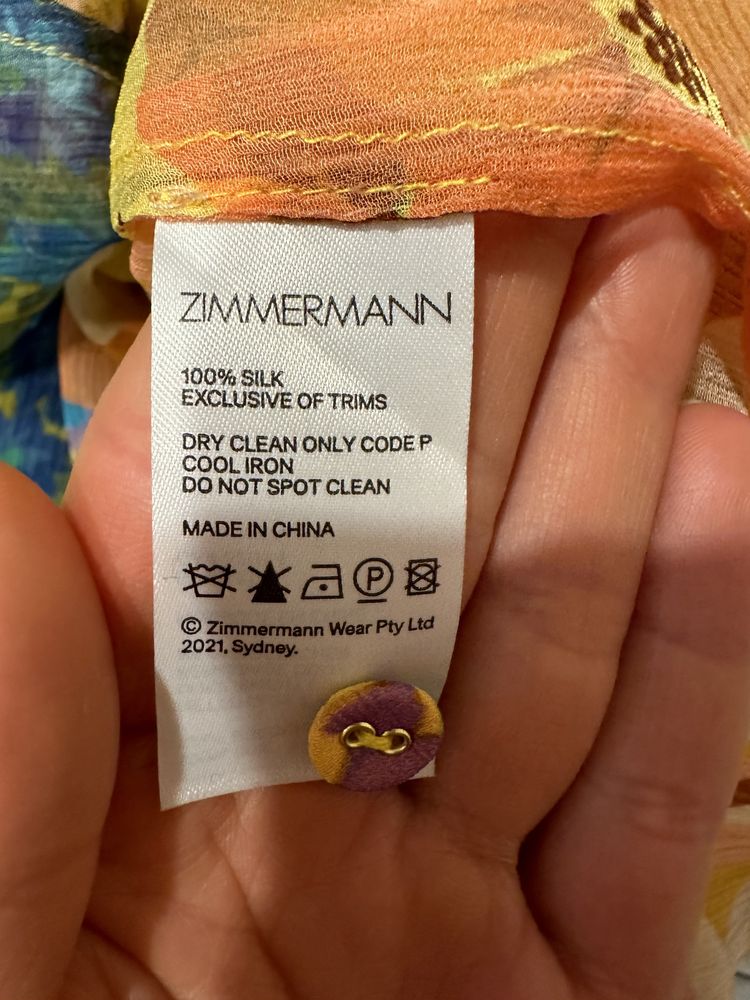 ZIMMERMANN
100% SILK
EXCLUSIVE OF TRIMS
DRY CLEAN ONLY CODE P
COOL IRON
DO NOT SPOT CLEAN
MADE IN CHINA
P
© Zimmermann Wear Pty Ltd
2021, Sydney.